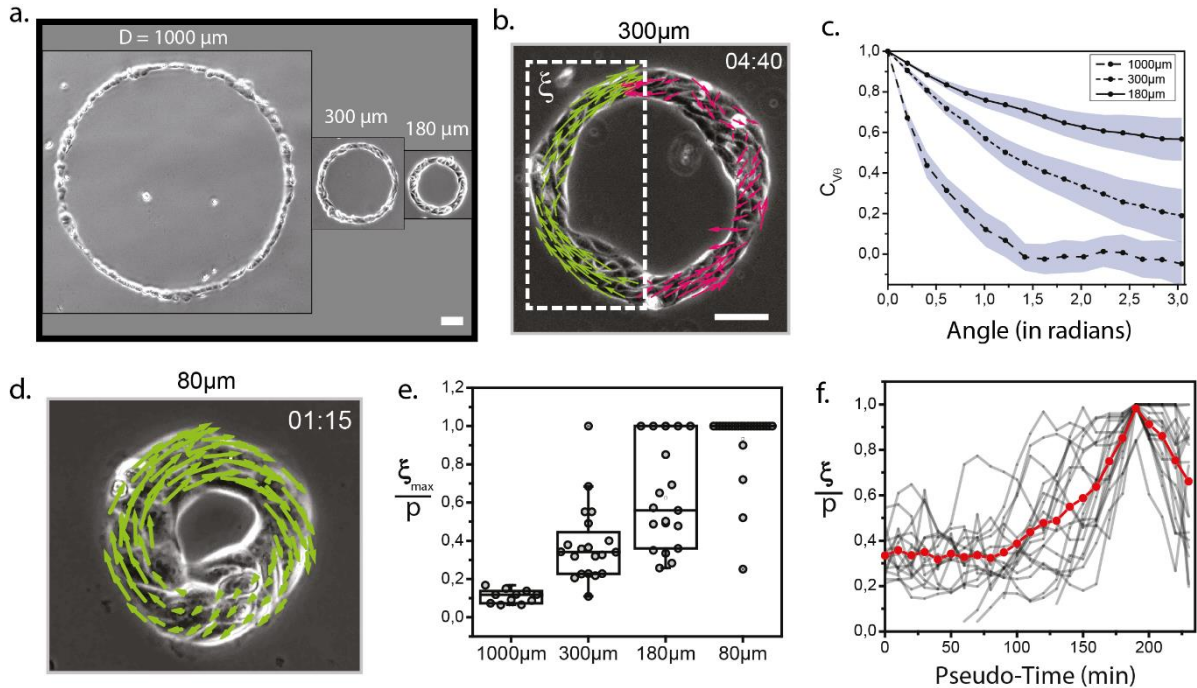 a.
D = 1000 µm
300 µm
180 µm
b.
300µm
04:40
ξ
c.
1,0
0,8
0,6
0,4
0,2
0,0
C_Vθ
1000µm
300µm
180µm
0,0 0,5 1,0 1,5 2,0 2,5 3,0
Angle (in radians)
d.
80µm
01:15
e.
1,2
1,0
0,8
0,6
0,4
0,2
0,0
ξmax
p
1000µm 300µm 180µm 80µm
f.
1,0
0,8
0,6
0,4
0,2
0,0
ξ
p
0 50 100 150 200
Pseudo-Time (min)